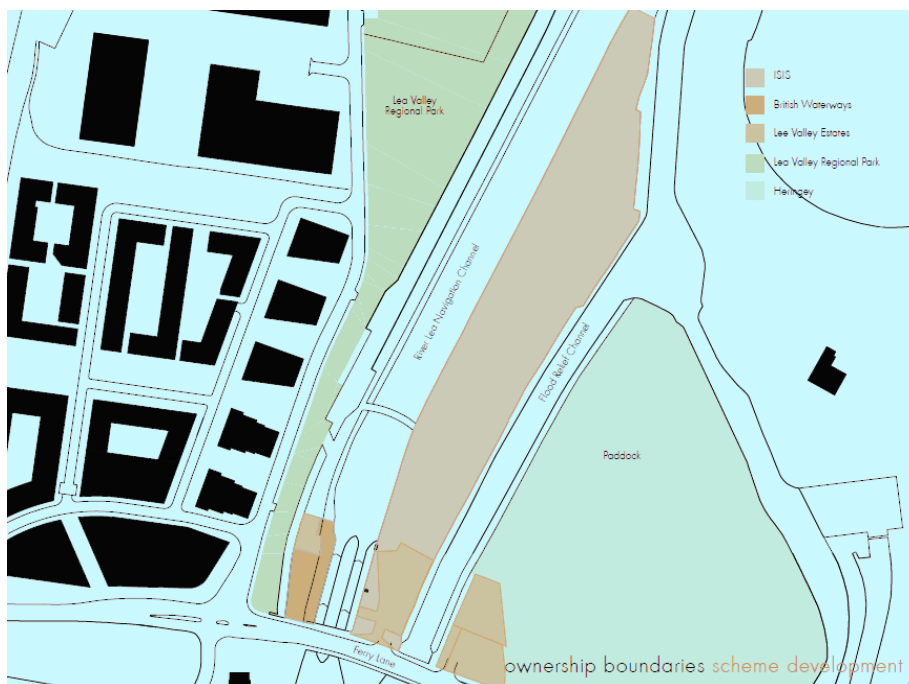 Lea Valley
Regional Park
ISIS
British Waterways
Lee Valley Estates
Lea Valley Regional Park
Heringey
River Lea Navigation Channel
Flood Relief Channel
Paddock
Ferry Lane
ownership boundaries scheme development